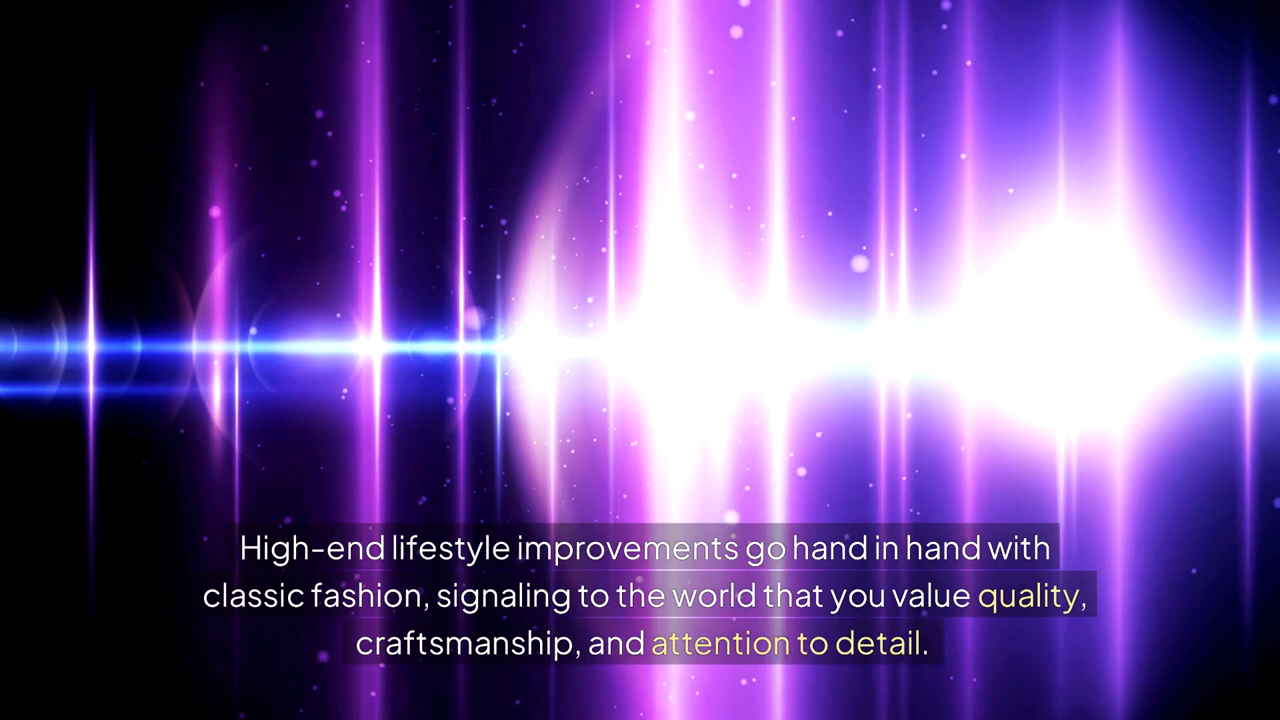 High-end lifestyle improvements go hand in hand with
classic fashion, signaling to the world that you value quality,
craftsmanship, and attention to detail.